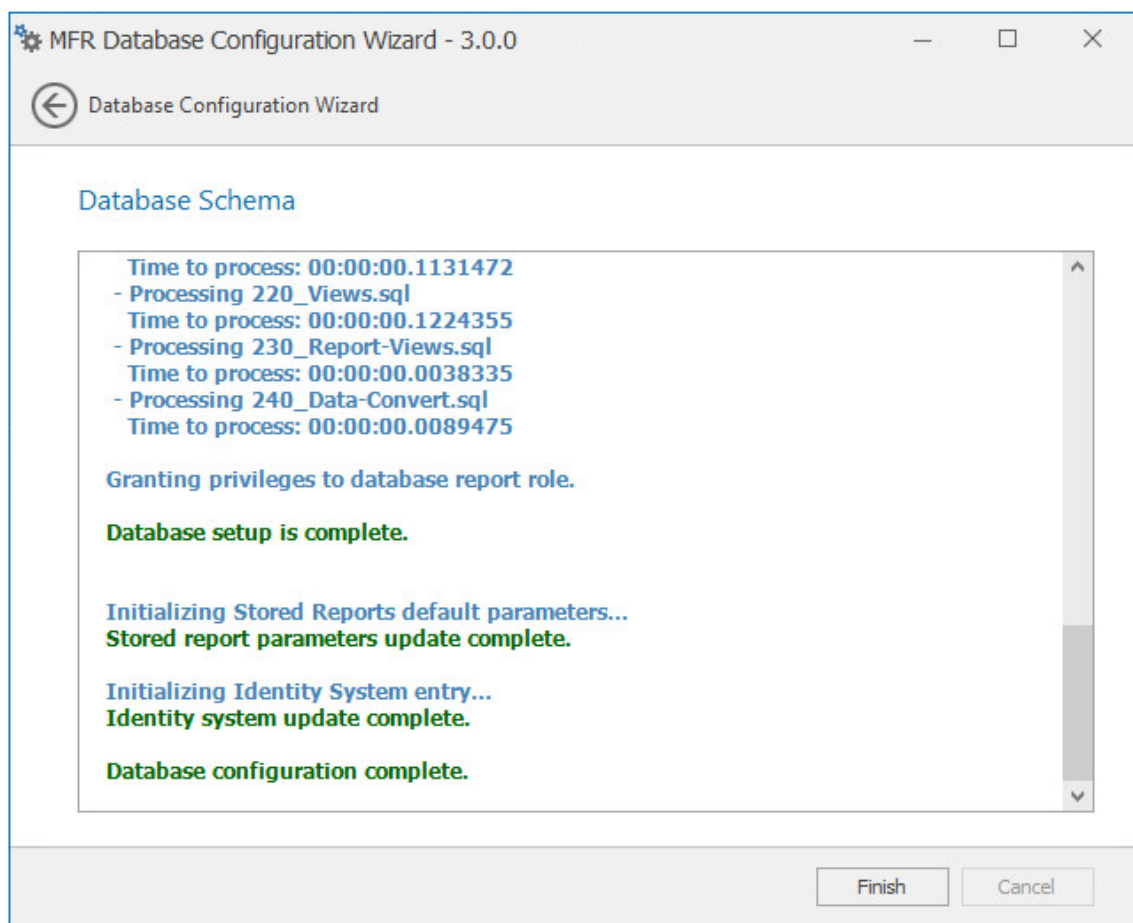 MFR Database Configuration Wizard - 3.0.0
Database Configuration Wizard
Database Schema
Time to process: 00:00:00.1131472
- Processing 220_Views.sql
Time to process: 00:00:00.1224355
- Processing 230_Report-Views.sql
Time to process: 00:00:00.0038335
- Processing 240_Data-Convert.sql
Time to process: 00:00:00.0089475
Granting privileges to database report role.
Database setup is complete.
Initializing Stored Reports default parameters...
Stored report parameters update complete.
Initializing Identity System entry...
Identity system update complete.
Database configuration complete.
Finish Cancel